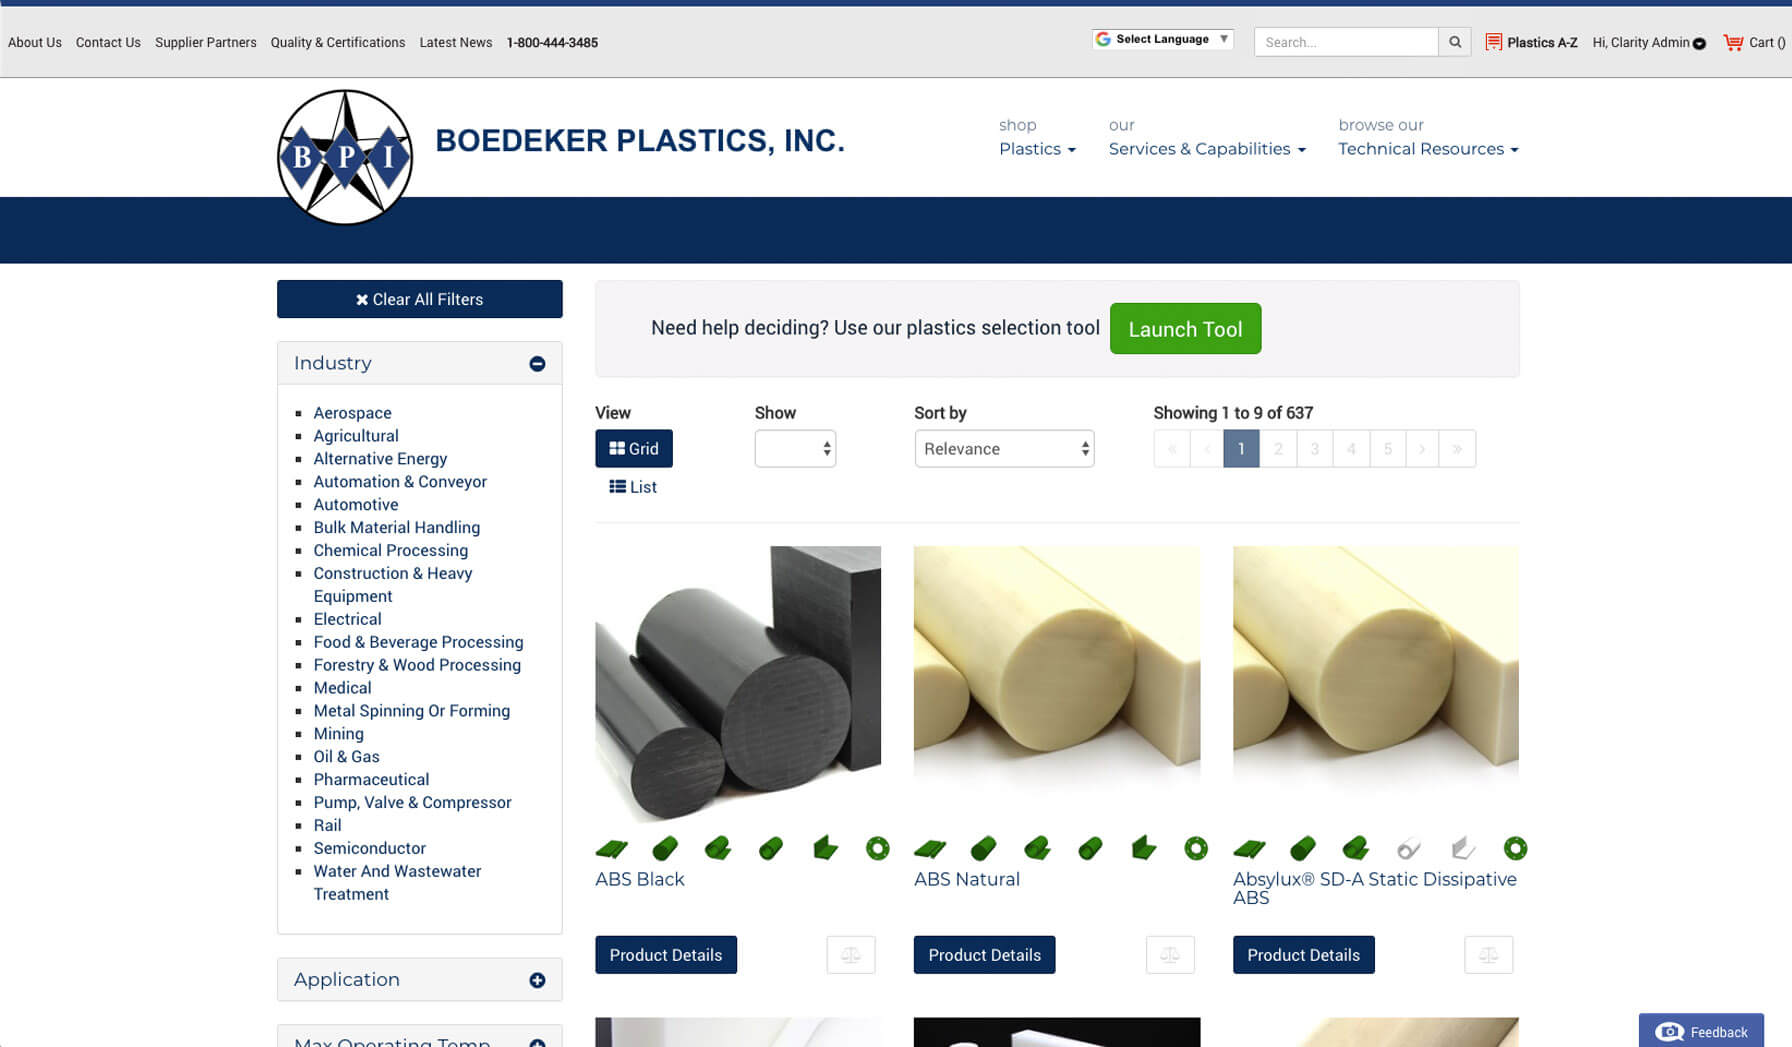 About Us Contact Us Supplier Partners Quality & Certifications Latest News 1-800-444-3485
Select Language ▼
Search...
Plastics A-Z Hi, Clarity Admin Cart ()
B P I
BOEDEKER PLASTICS, INC.
shop
Plastics
our
Services & Capabilities
browse our
Technical Resources
Clear All Filters
Industry
Aerospace
Agricultural
Alternative Energy
Automation & Conveyor
Automotive
Bulk Material Handling
Chemical Processing
Construction & Heavy
Equipment
Electrical
Food & Beverage Processing
Forestry & Wood Processing
Medical
Metal Spinning Or Forming
Mining
Oil & Gas
Pharmaceutical
Pump, Valve & Compressor
Rail
Semiconductor
Water And Wastewater
Treatment
Application
Max Operating Temp
Need help deciding? Use our plastics selection tool Launch Tool
View
Grid
List
Show
Sort by
Relevance
Showing 1 to 9 of 637
« ‹ 1 2 3 4 5 › »
ABS Black
Product Details
ABS Natural
Product Details
Absylux® SD-A Static Dissipative
ABS
Product Details
Feedback